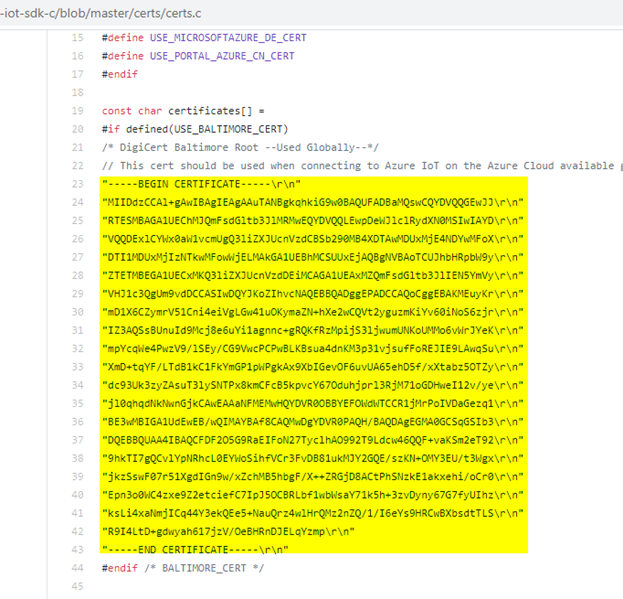 -iot-sdk-c/blob/master/certs/certs.c
15 #define USE_MICROSOFTAZURE_DE_CERT
16 #define USE_PORTAL_AZURE_CN_CERT
17 #endif
18
19 const char certificates[] =
20 #if defined(USE_BALTIMORE_CERT)
21 /* DigiCert Baltimore Root --Used Globally--*/
22 // This cert should be used when connecting to Azure IoT on the Azure Cloud available g
23 "-----BEGIN CERTIFICATE-----\r\n"
24 "MIIDdzCCAl+gAwIBAgIEAgAAuTANBgkqhkiG9w0BAQUFADBaMQswCQYDVQQGEwJJ\r\n"
25 "RTESMBAGA1UEChMJQmFsdGltb3JlMRMwEQYDVQQLEwpDeWJlclRydXN0MSIwIAYD\r\n"
26 "VQQDExlCYWx0aW1vcmUgQ3liZXJUcnVzdCBSb290MB4XDTAwMDUxMjE4NDYwMFoX\r\n"
27 "DTI1MDUxMjIzNTkwMFowWjELMAkGA1UEBhMCSUUxEjAQBgNVBAoTCUJhbHRpbW9y\r\n"
28 "ZTETMBEGA1UECxMKQ3liZXJUcnVzdDEiMCAGA1UEAxMZQmFsdGltb3JlIEN5YmVy\r\n"
29 "VHJ1c3QgUm9vdDCCASIwDQYJKoZIhvcNAQEBBQADggEPADCCAQoCggEBAKMEuyKr\r\n"
30 "mD1X6CZymrV51Cni4eiVgLGw41uOKymaZN+hXe2wCQVt2yguzmKiYv60iNoS6zjr\r\n"
31 "IZ3AQSsBUnuId9Mcj8e6uYi1agnnc+gRQKfRzMpijS3ljwumUNKoUMMo6vWrJYeK\r\n"
32 "mpYcqWe4PwzV9/lSEy/CG9VwcPCPwBLKBsua4dnKM3p31vjsufFoREJIE9LAwqSu\r\n"
33 "XmD+tqYF/LTdB1kC1FkYmGP1pWPgkAx9XbIGevOF6uvUA65ehD5f/xXtabz5OTZy\r\n"
34 "dc93Uk3zyZAsuT3lySNTPx8kmCFcB5kpvcY67Oduhjprl3RjM71oGDHweI12v/ye\r\n"
35 "jl0qhqdNkNwnGjkCAwEAAaNFMEMwHQYDVR0OBBYEFOWdWTCCR1jMrPoIVDaGezq1\r\n"
36 "BE3wMBIGA1UdEwEB/wQIMAYBAf8CAQMwDgYDVR0PAQH/BAQDAgEGMA0GCSqGSIb3\r\n"
37 "DQEBBQUAA4IBAQCFDF2O5G9RaEIFoN27TyclhAO992T9Ldcw46QQF+vaKSm2eT92\r\n"
38 "9hkTI7gQCvlYpNRhcL0EYWoSihfVCr3FvDB81ukMJY2GQE/szKN+OMY3EU/t3Wgx\r\n"
39 "jkzSswF07r51XgdIGn9w/xZchMB5hbgF/X++ZRGjD8ACtPhSNzkE1akxehi/oCr0\r\n"
40 "Epn3o0WC4zxe9Z2etciefC7IpJ5OCBRLbf1wbWsaY71k5h+3zvDyny67G7fyUIhz\r\n"
41 "ksLi4xaNmjICq44Y3ekQEe5+NauQrz4wlHrQMz2nZQ/1/I6eYs9HRCwBXbsdtTLS\r\n"
42 "R9I4LtD+gdwyah617jzV/OeBHRnDJELqYzmp\r\n"
43 "-----END CERTIFICATE-----\r\n"
44 #endif /* BALTIMORE_CERT */
45